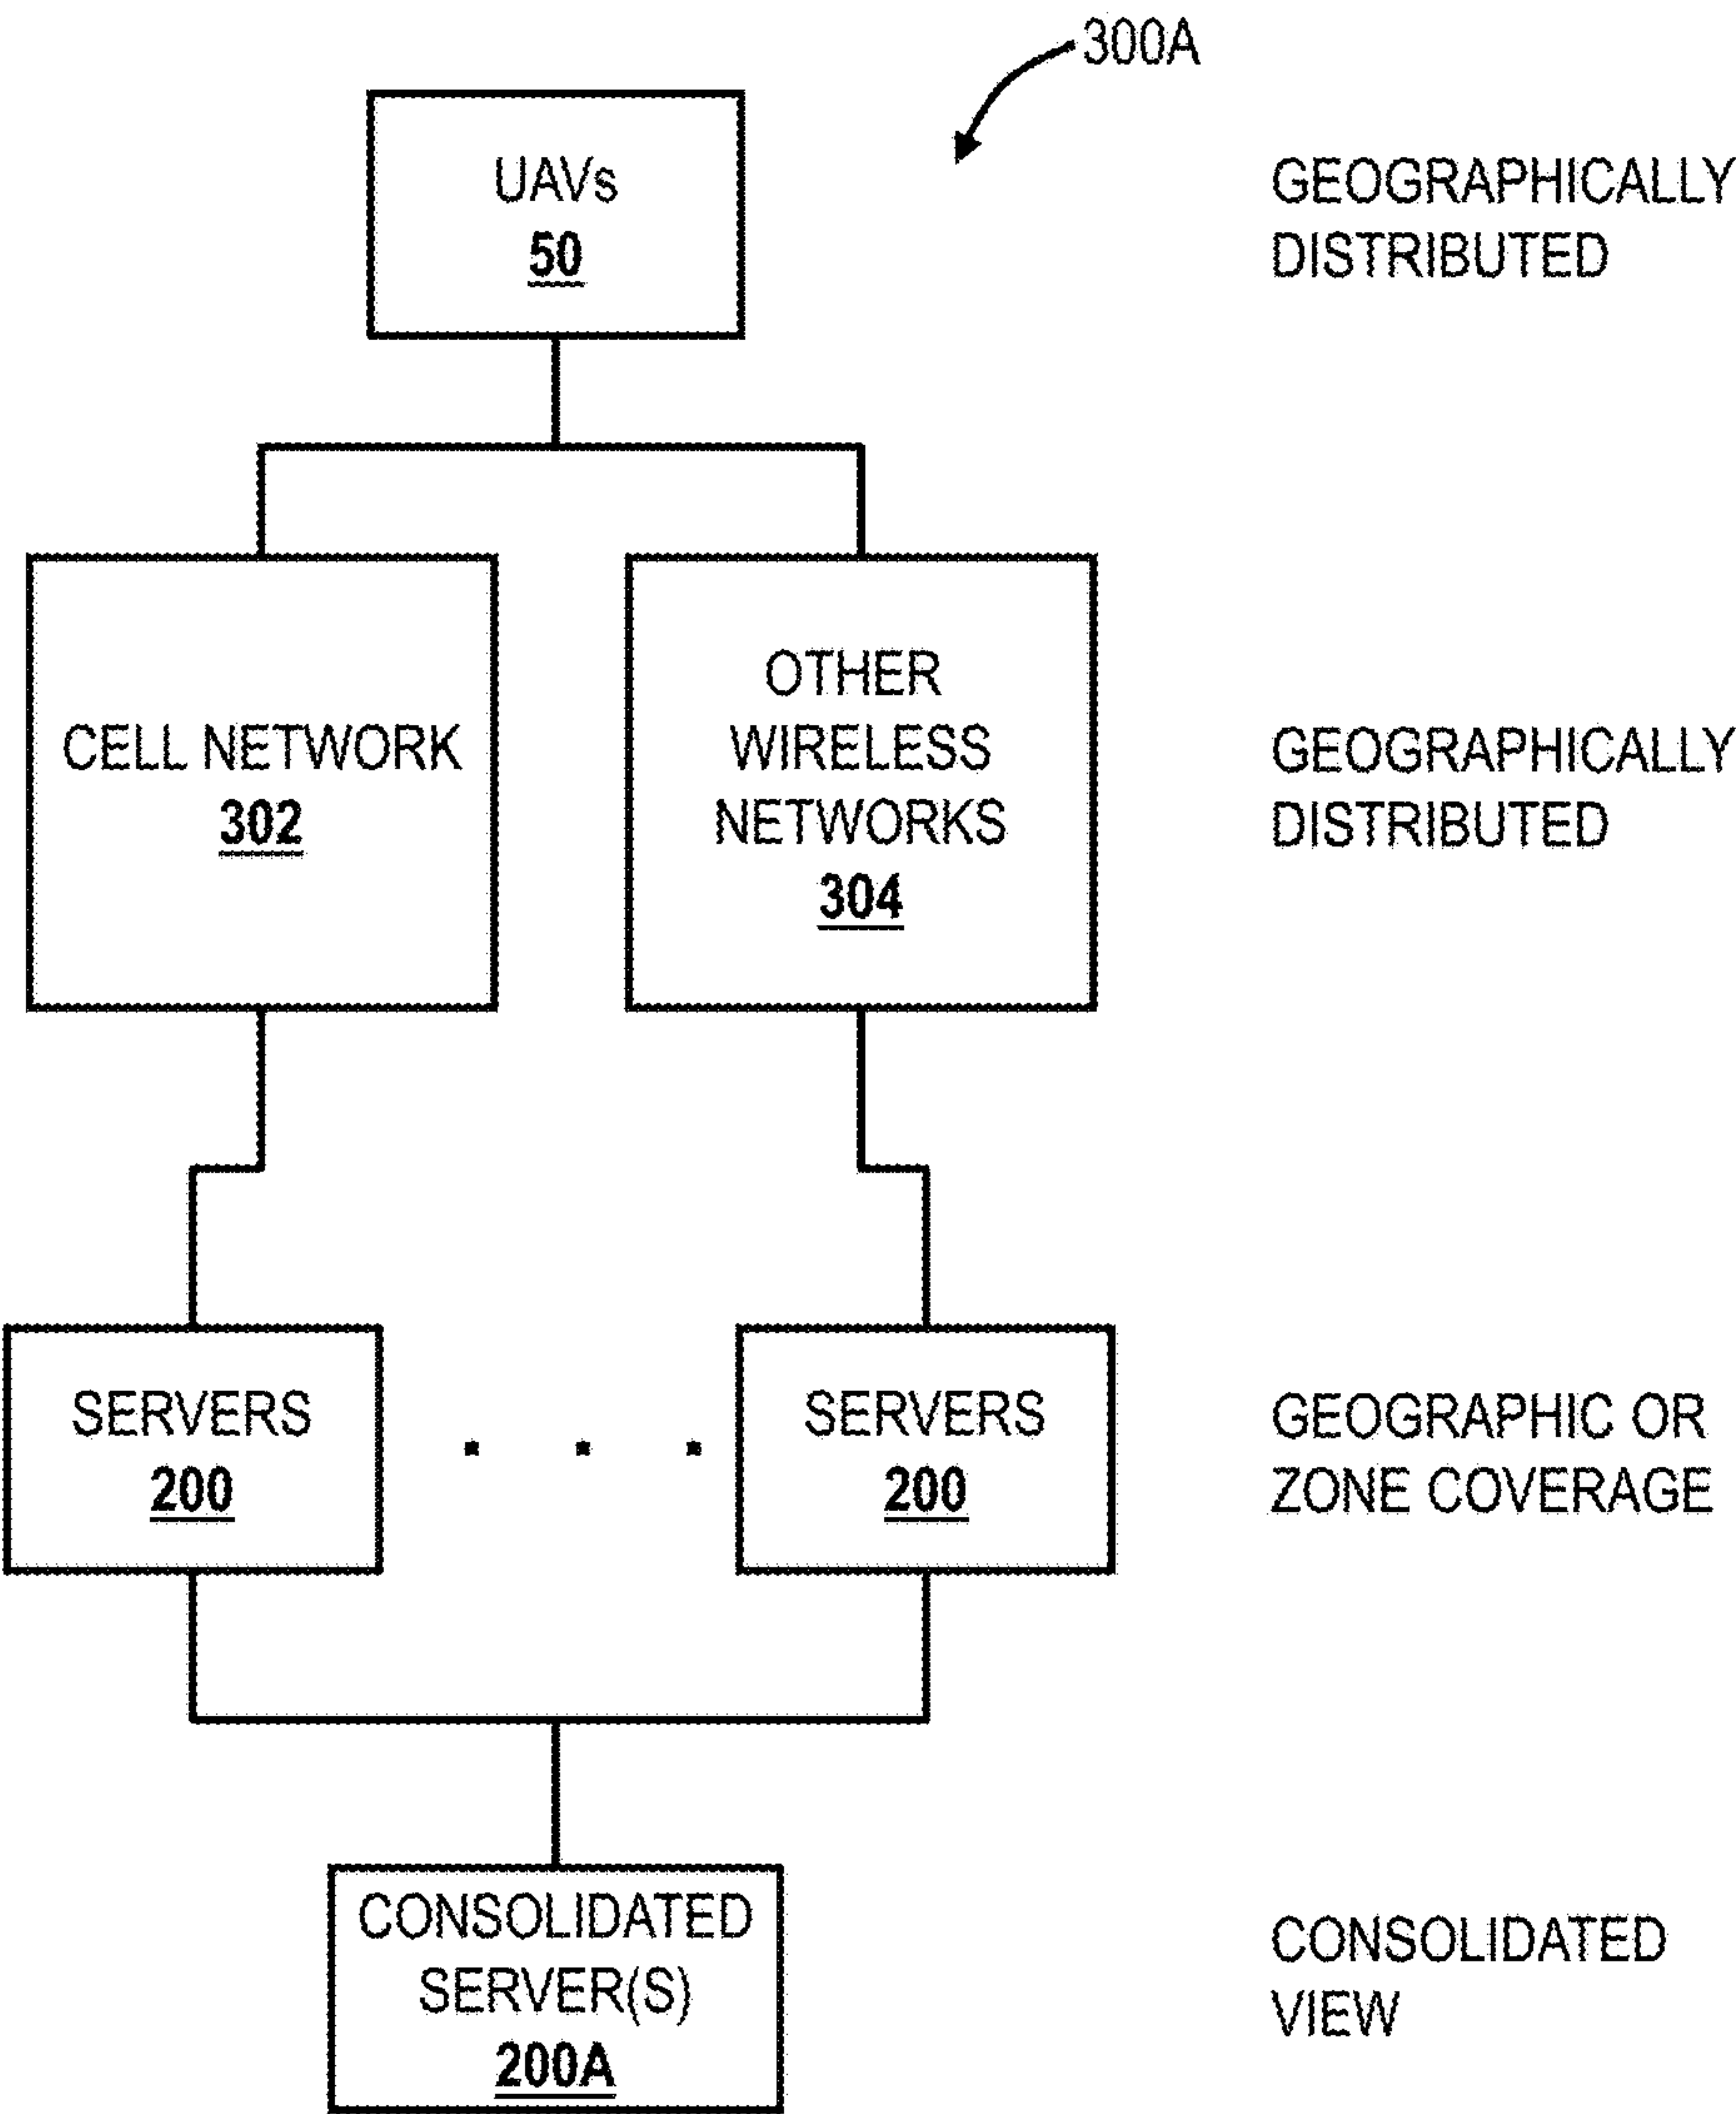 300A
UAVs
50
GEOGRAPHICALLY
DISTRIBUTED
CELL NETWORK
302
OTHER
WIRELESS
NETWORKS
304
GEOGRAPHICALLY
DISTRIBUTED
SERVERS
200
. . .
SERVERS
200
GEOGRAPHIC OR
ZONE COVERAGE
CONSOLIDATED
SERVER(S)
200A
CONSOLIDATED
VIEW